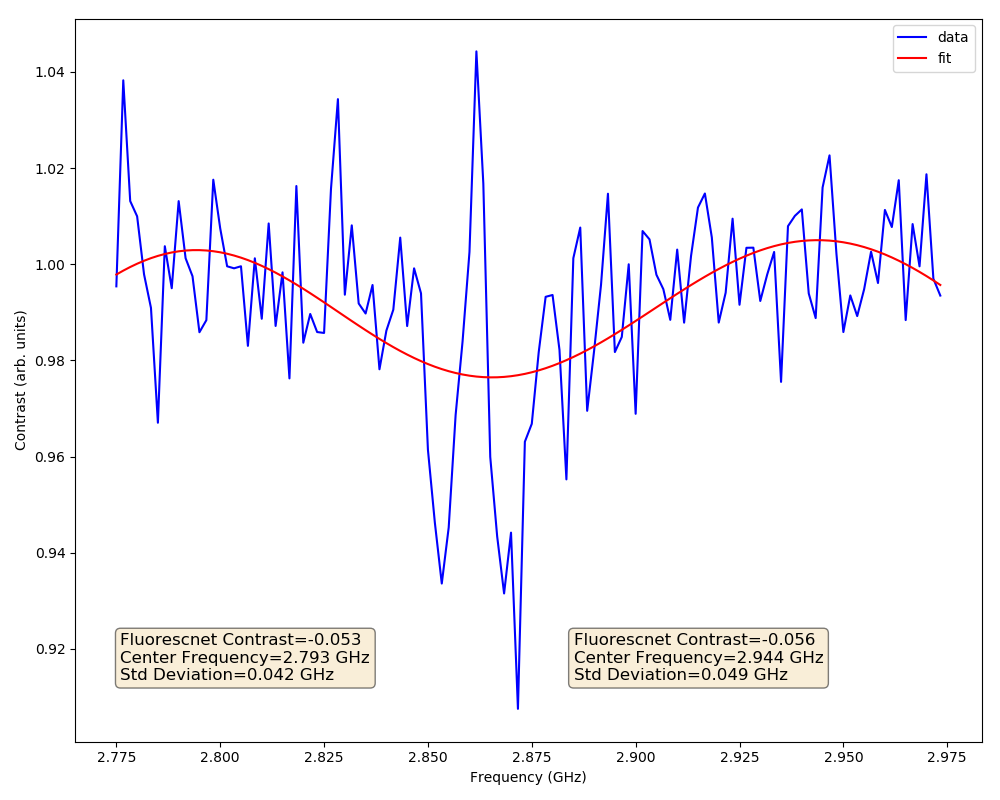 data
fit
1.04
1.02
1.00
0.98
0.96
0.94
0.92
Contrast (arb. units)
Fluorescnet Contrast=-0.053
Center Frequency=2.793 GHz
Std Deviation=0.042 GHz
Fluorescnet Contrast=-0.056
Center Frequency=2.944 GHz
Std Deviation=0.049 GHz
2.775 2.800 2.825 2.850 2.875 2.900 2.925 2.950 2.975
Frequency (GHz)